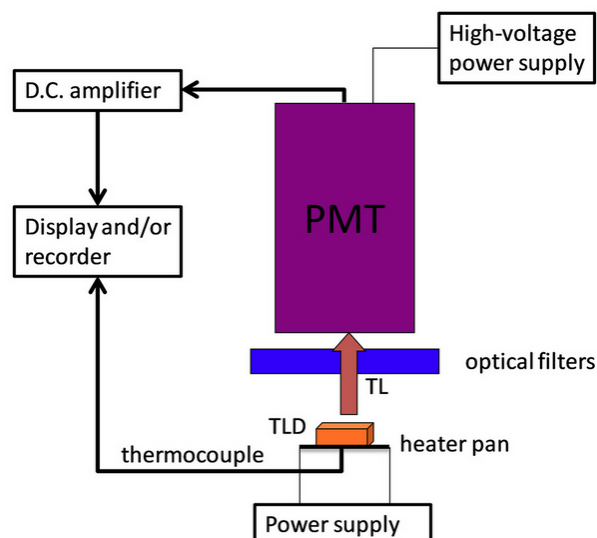 High-voltage
power supply
D.C. amplifier
PMT
Display and/or
recorder
optical filters
TL
TLD
heater pan
thermocouple
Power supply